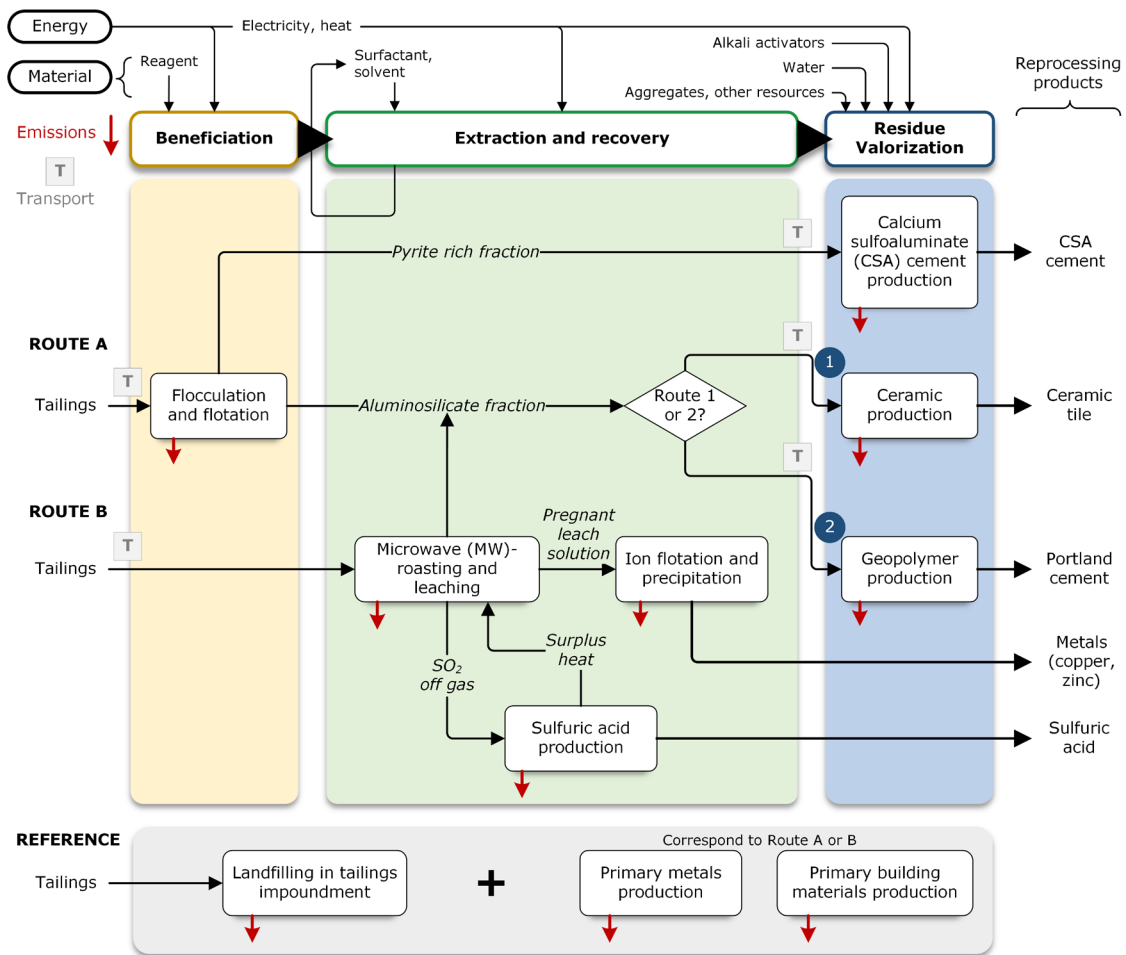 Energy
Electricity, heat
Material
Reagent
Surfactant,
solvent
Alkali activators
Water
Aggregates, other resources
Reprocessing
products
Emissions
T
Transport
Beneficiation
Extraction and recovery
Residue
Valorization
T
Pyrite rich fraction
Calcium
sulfoaluminate
(CSA) cement
production
CSA
cement
ROUTE A
T
Tailings
Flocculation
and flotation
Aluminosilicate fraction
Route 1
or 2?
T
1
Ceramic
production
Ceramic
tile
T
ROUTE B
T
Tailings
Microwave (MW)-
roasting and
leaching
Pregnant
leach
solution
Ion flotation and
precipitation
2
Geopolymer
production
Portland
cement
SO₂
off gas
Surplus
heat
Metals
(copper,
zinc)
Sulfuric acid
production
Sulfuric
acid
REFERENCE
Correspond to Route A or B
Tailings
Landfilling in tailings
impoundment
+
Primary metals
production
Primary building
materials production